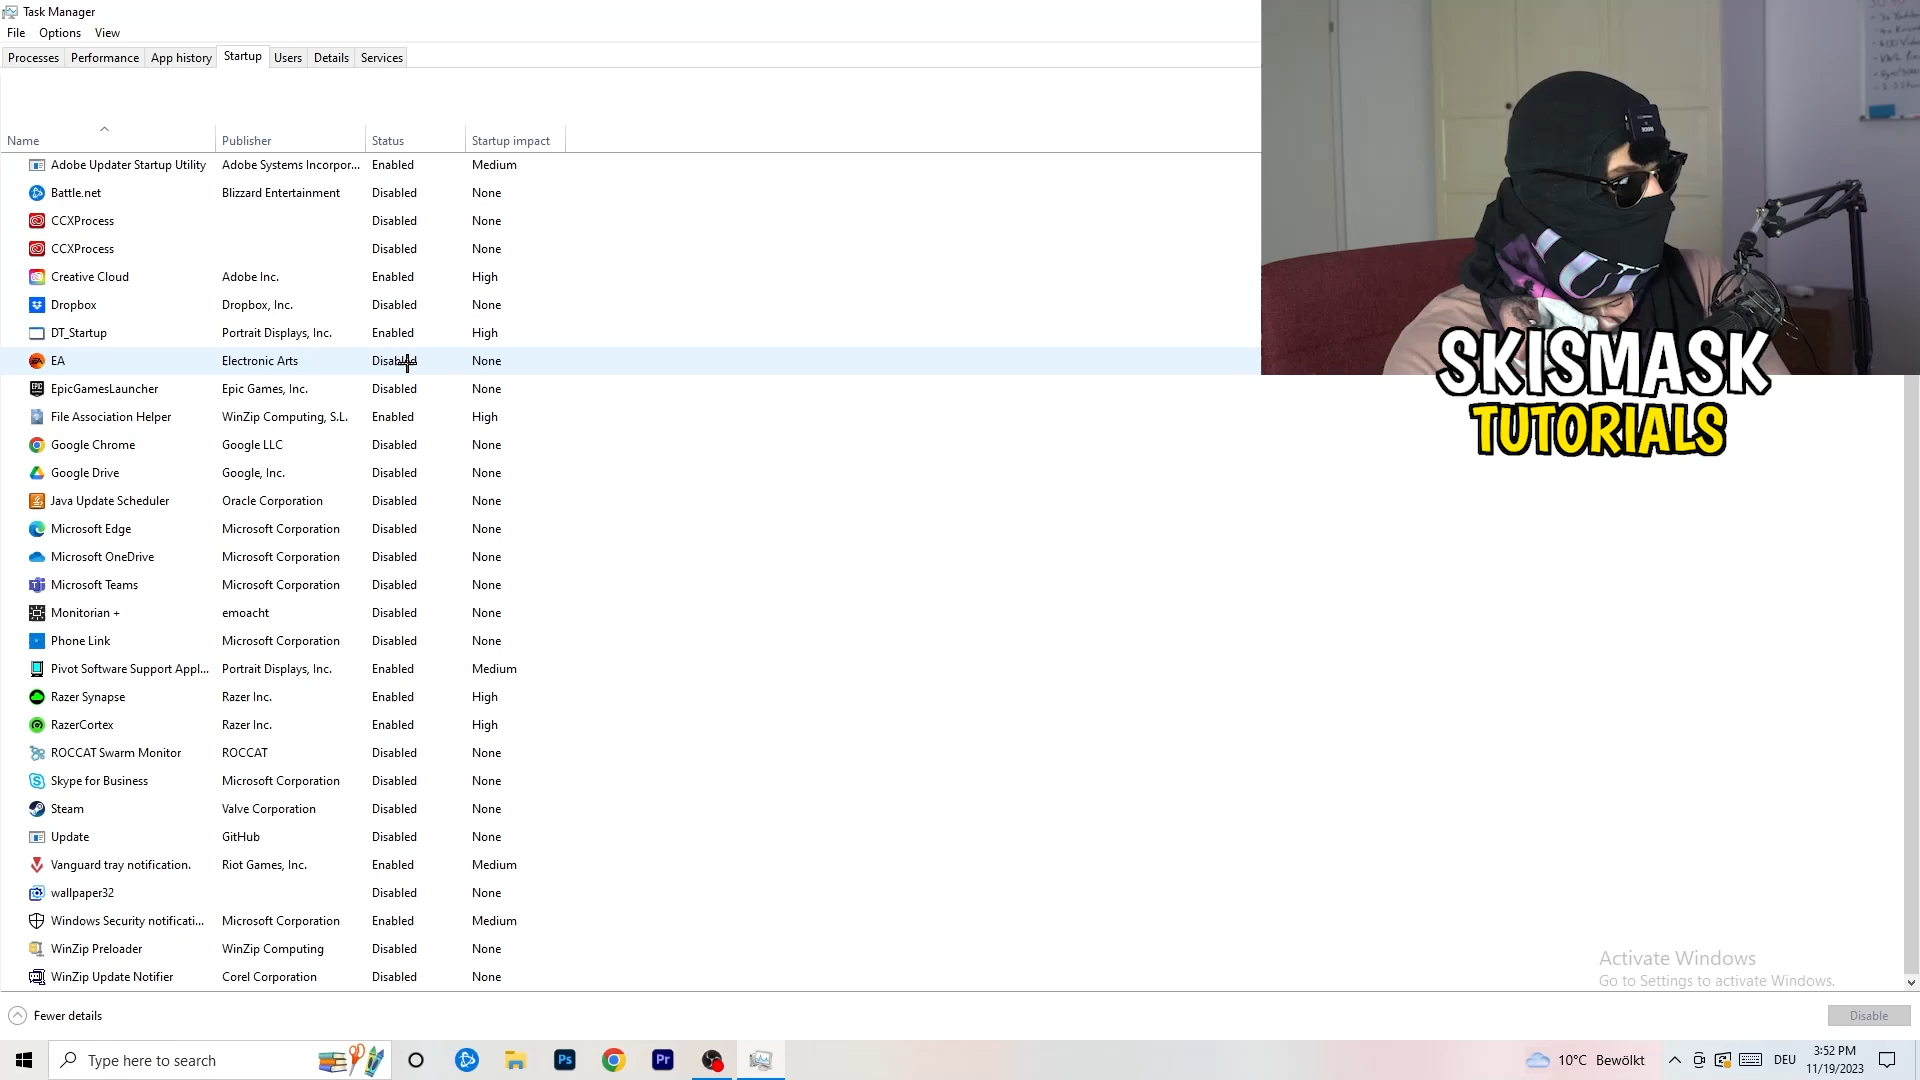 Task Manager
File Options View
Processes Performance App history Startup Users Details Services
Name Publisher Status Startup impact
Adobe Updater Startup Utility Adobe Systems Incorpor... Enabled Medium
Battle.net Blizzard Entertainment Disabled None
CCXProcess Disabled None
CCXProcess Disabled None
Creative Cloud Adobe Inc. Enabled High
Dropbox Dropbox, Inc. Disabled None
DT_Startup Portrait Displays, Inc. Enabled High
EA Electronic Arts Disabled None
EpicGamesLauncher Epic Games, Inc. Disabled None
File Association Helper WinZip Computing, S.L. Enabled High
Google Chrome Google LLC Disabled None
Google Drive Google, Inc. Disabled None
Java Update Scheduler Oracle Corporation Disabled None
Microsoft Edge Microsoft Corporation Disabled None
Microsoft OneDrive Microsoft Corporation Disabled None
Microsoft Teams Microsoft Corporation Disabled None
Monitorian + emoacht Disabled None
Phone Link Microsoft Corporation Disabled None
Pivot Software Support Appl... Portrait Displays, Inc. Enabled Medium
Razer Synapse Razer Inc. Enabled High
RazerCortex Razer Inc. Enabled High
ROCCAT Swarm Monitor ROCCAT Disabled None
Skype for Business Microsoft Corporation Disabled None
Steam Valve Corporation Disabled None
Update GitHub Disabled None
Vanguard tray notification. Riot Games, Inc. Enabled Medium
wallpaper32 Disabled None
Windows Security notificati... Microsoft Corporation Enabled Medium
WinZip Preloader WinZip Computing Disabled None
WinZip Update Notifier Corel Corporation Disabled None
SKISMASK
TUTORIALS
Activate Windows
Go to Settings to activate Windows.
Fewer details
Disable
Type here to search
Ps
Pr
10°C Bewölkt
DEU
3:52 PM
11/19/2023